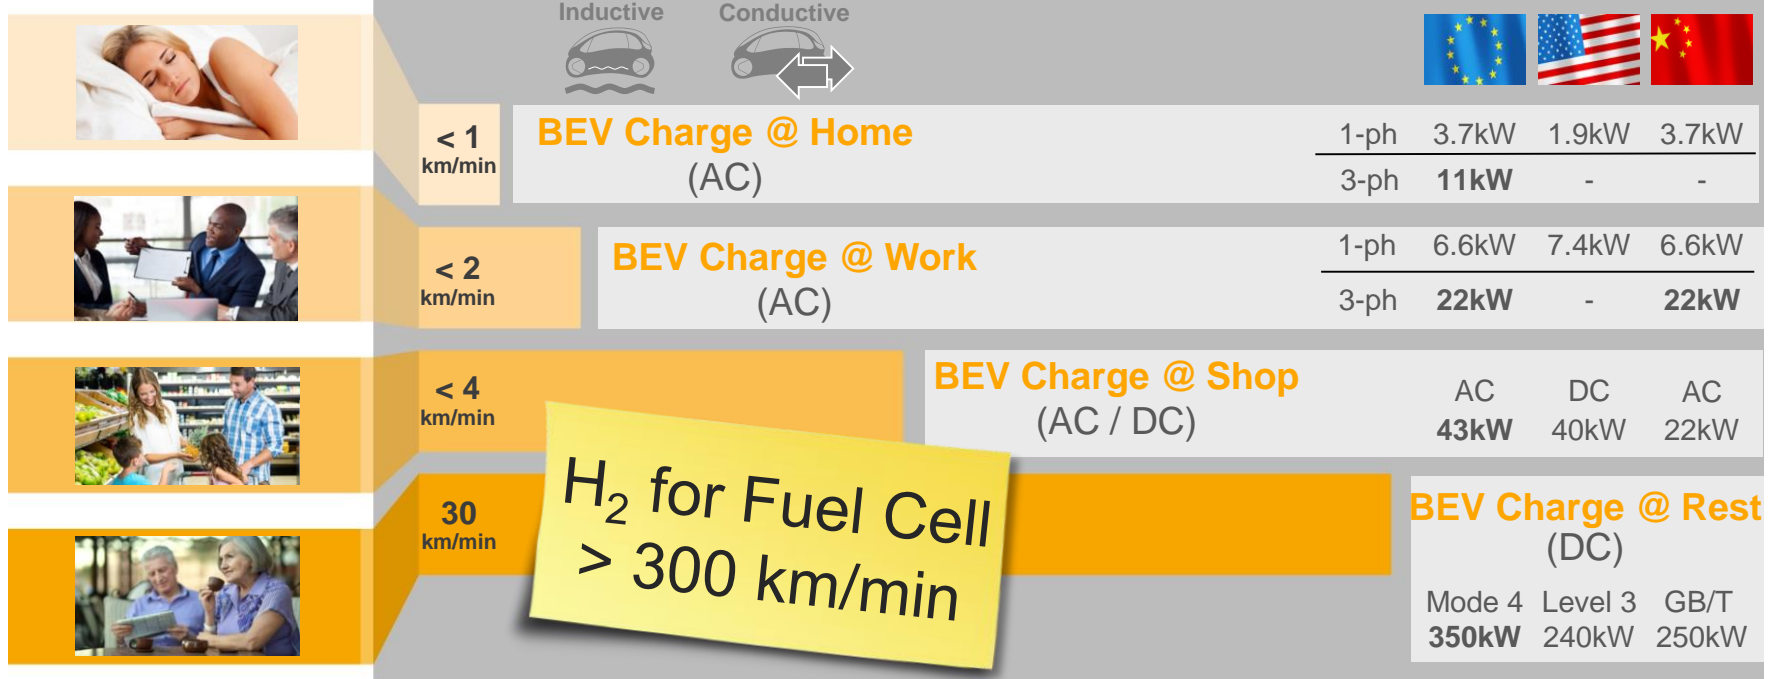 Inductive Conductive
< 1
km/min
BEV Charge @ Home
(AC)
1-ph 3.7kW 1.9kW 3.7kW
3-ph 11kW - -
< 2
km/min
BEV Charge @ Work
(AC)
1-ph 6.6kW 7.4kW 6.6kW
3-ph 22kW - 22kW
< 4
km/min
BEV Charge @ Shop
(AC / DC)
AC DC AC
43kW 40kW 22kW
30
km/min
H₂ for Fuel Cell
> 300 km/min
BEV Charge @ Rest
(DC)
Mode 4 Level 3 GB/T
350kW 240kW 250kW